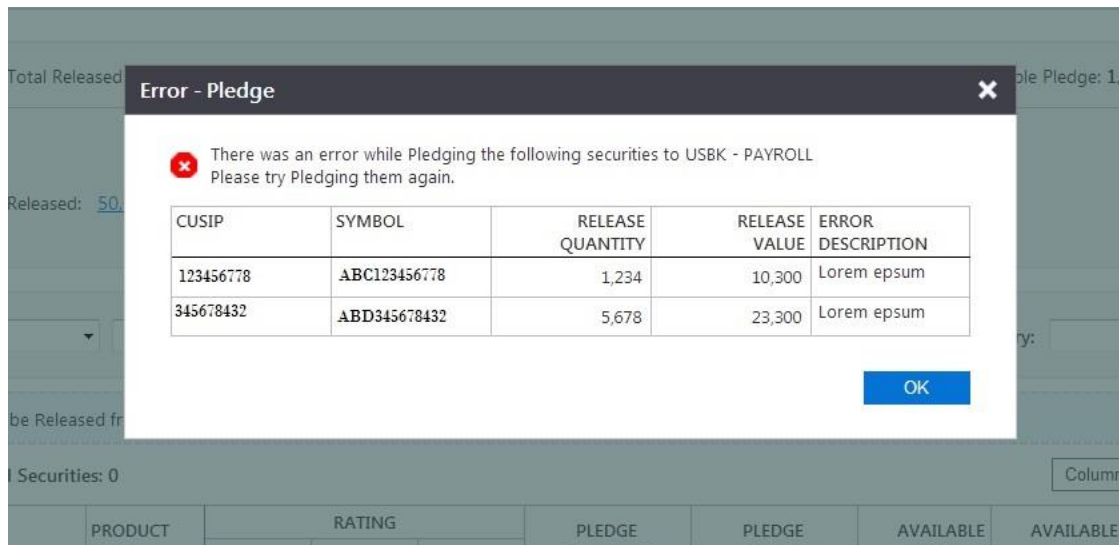 Total Released
ble Pledge: 1,
Error - Pledge
There was an error while Pledging the following securities to USBK - PAYROLL
Please try Pledging them again.
Released: 50,
CUSIP SYMBOL RELEASE QUANTITY RELEASE VALUE ERROR DESCRIPTION
123456778 ABC123456778 1,234 10,300 Lorem epsum
345678432 ABD345678432 5,678 23,300 Lorem epsum
ry:
OK
be Released fr
l Securities: 0
Column
PRODUCT RATING PLEDGE PLEDGE AVAILABLE AVAILABLE